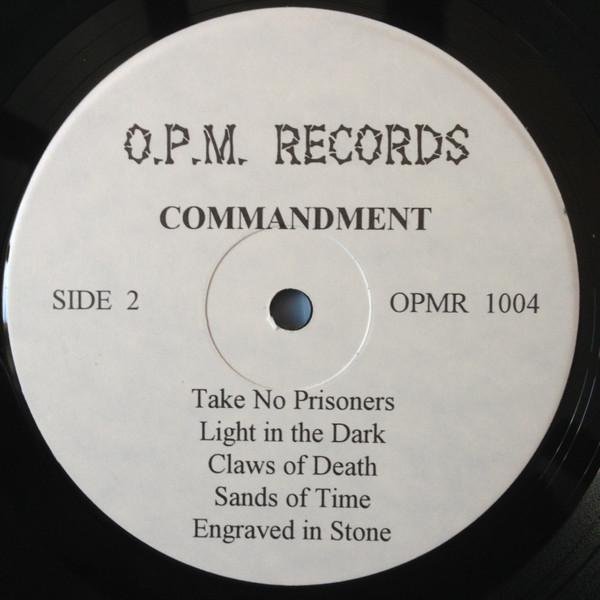 O.P.M. RECORDS
COMMANDMENT
SIDE 2
OPMR 1004
Take No Prisoners
Light in the Dark
Claws of Death
Sands of Time
Engraved in Stone